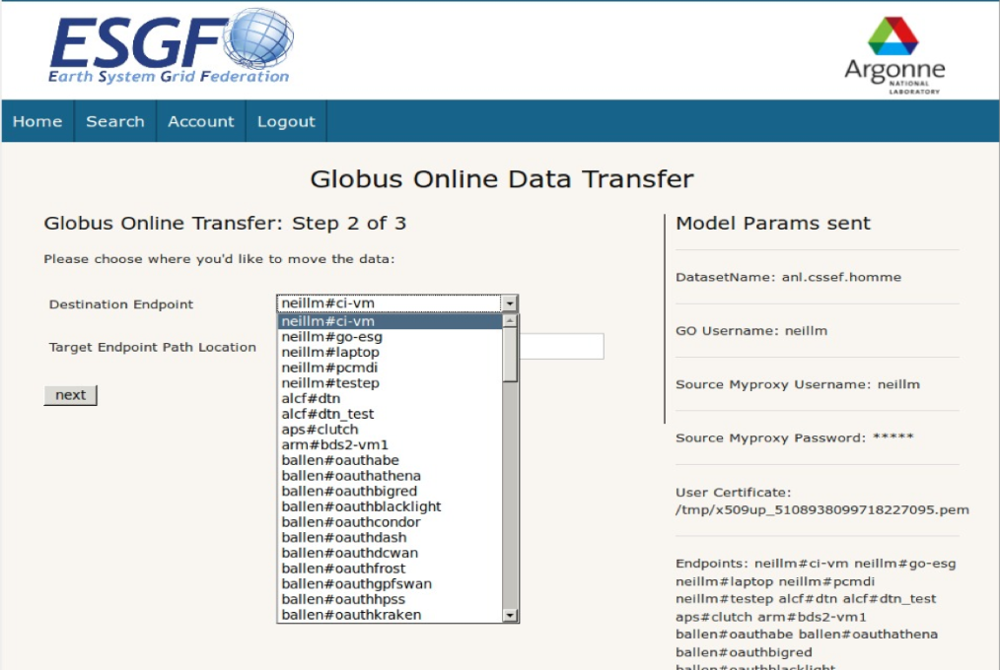 ESGF
Earth System Grid Federation
Argonne
NATIONAL
LABORATORY
Home Search Account Logout
Globus Online Data Transfer
Globus Online Transfer: Step 2 of 3
Please choose where you'd like to move the data:
Destination Endpoint
neillm#ci-vm
Target Endpoint Path Location
next
neillm#ci-vm
neillm#go-esg
neillm#laptop
neillm#pcmdi
neillm#testep
alcf#dtn
alcf#dtn_test
aps#clutch
arm#bds2-vm1
ballen#oauthabe
ballen#oauthathena
ballen#oauthbigred
ballen#oauthblacklight
ballen#oauthcondor
ballen#oauthdash
ballen#oauthdcwan
ballen#oauthfrost
ballen#oauthgpfswan
ballen#oauthhpss
ballen#oauthkraken
Model Params sent
DatasetName: anl.cssef.homme
GO Username: neillm
Source Myproxy Username: neillm
Source Myproxy Password: *****
User Certificate:
/tmp/x509up_5108938099718227095.pem
Endpoints: neillm#ci-vm neillm#go-esg
neillm#laptop neillm#pcmdi
neillm#testep alcf#dtn alcf#dtn_test
aps#clutch arm#bds2-vm1
ballen#oauthabe ballen#oauthathena
ballen#oauthbigred
ballen#oauthblacklight